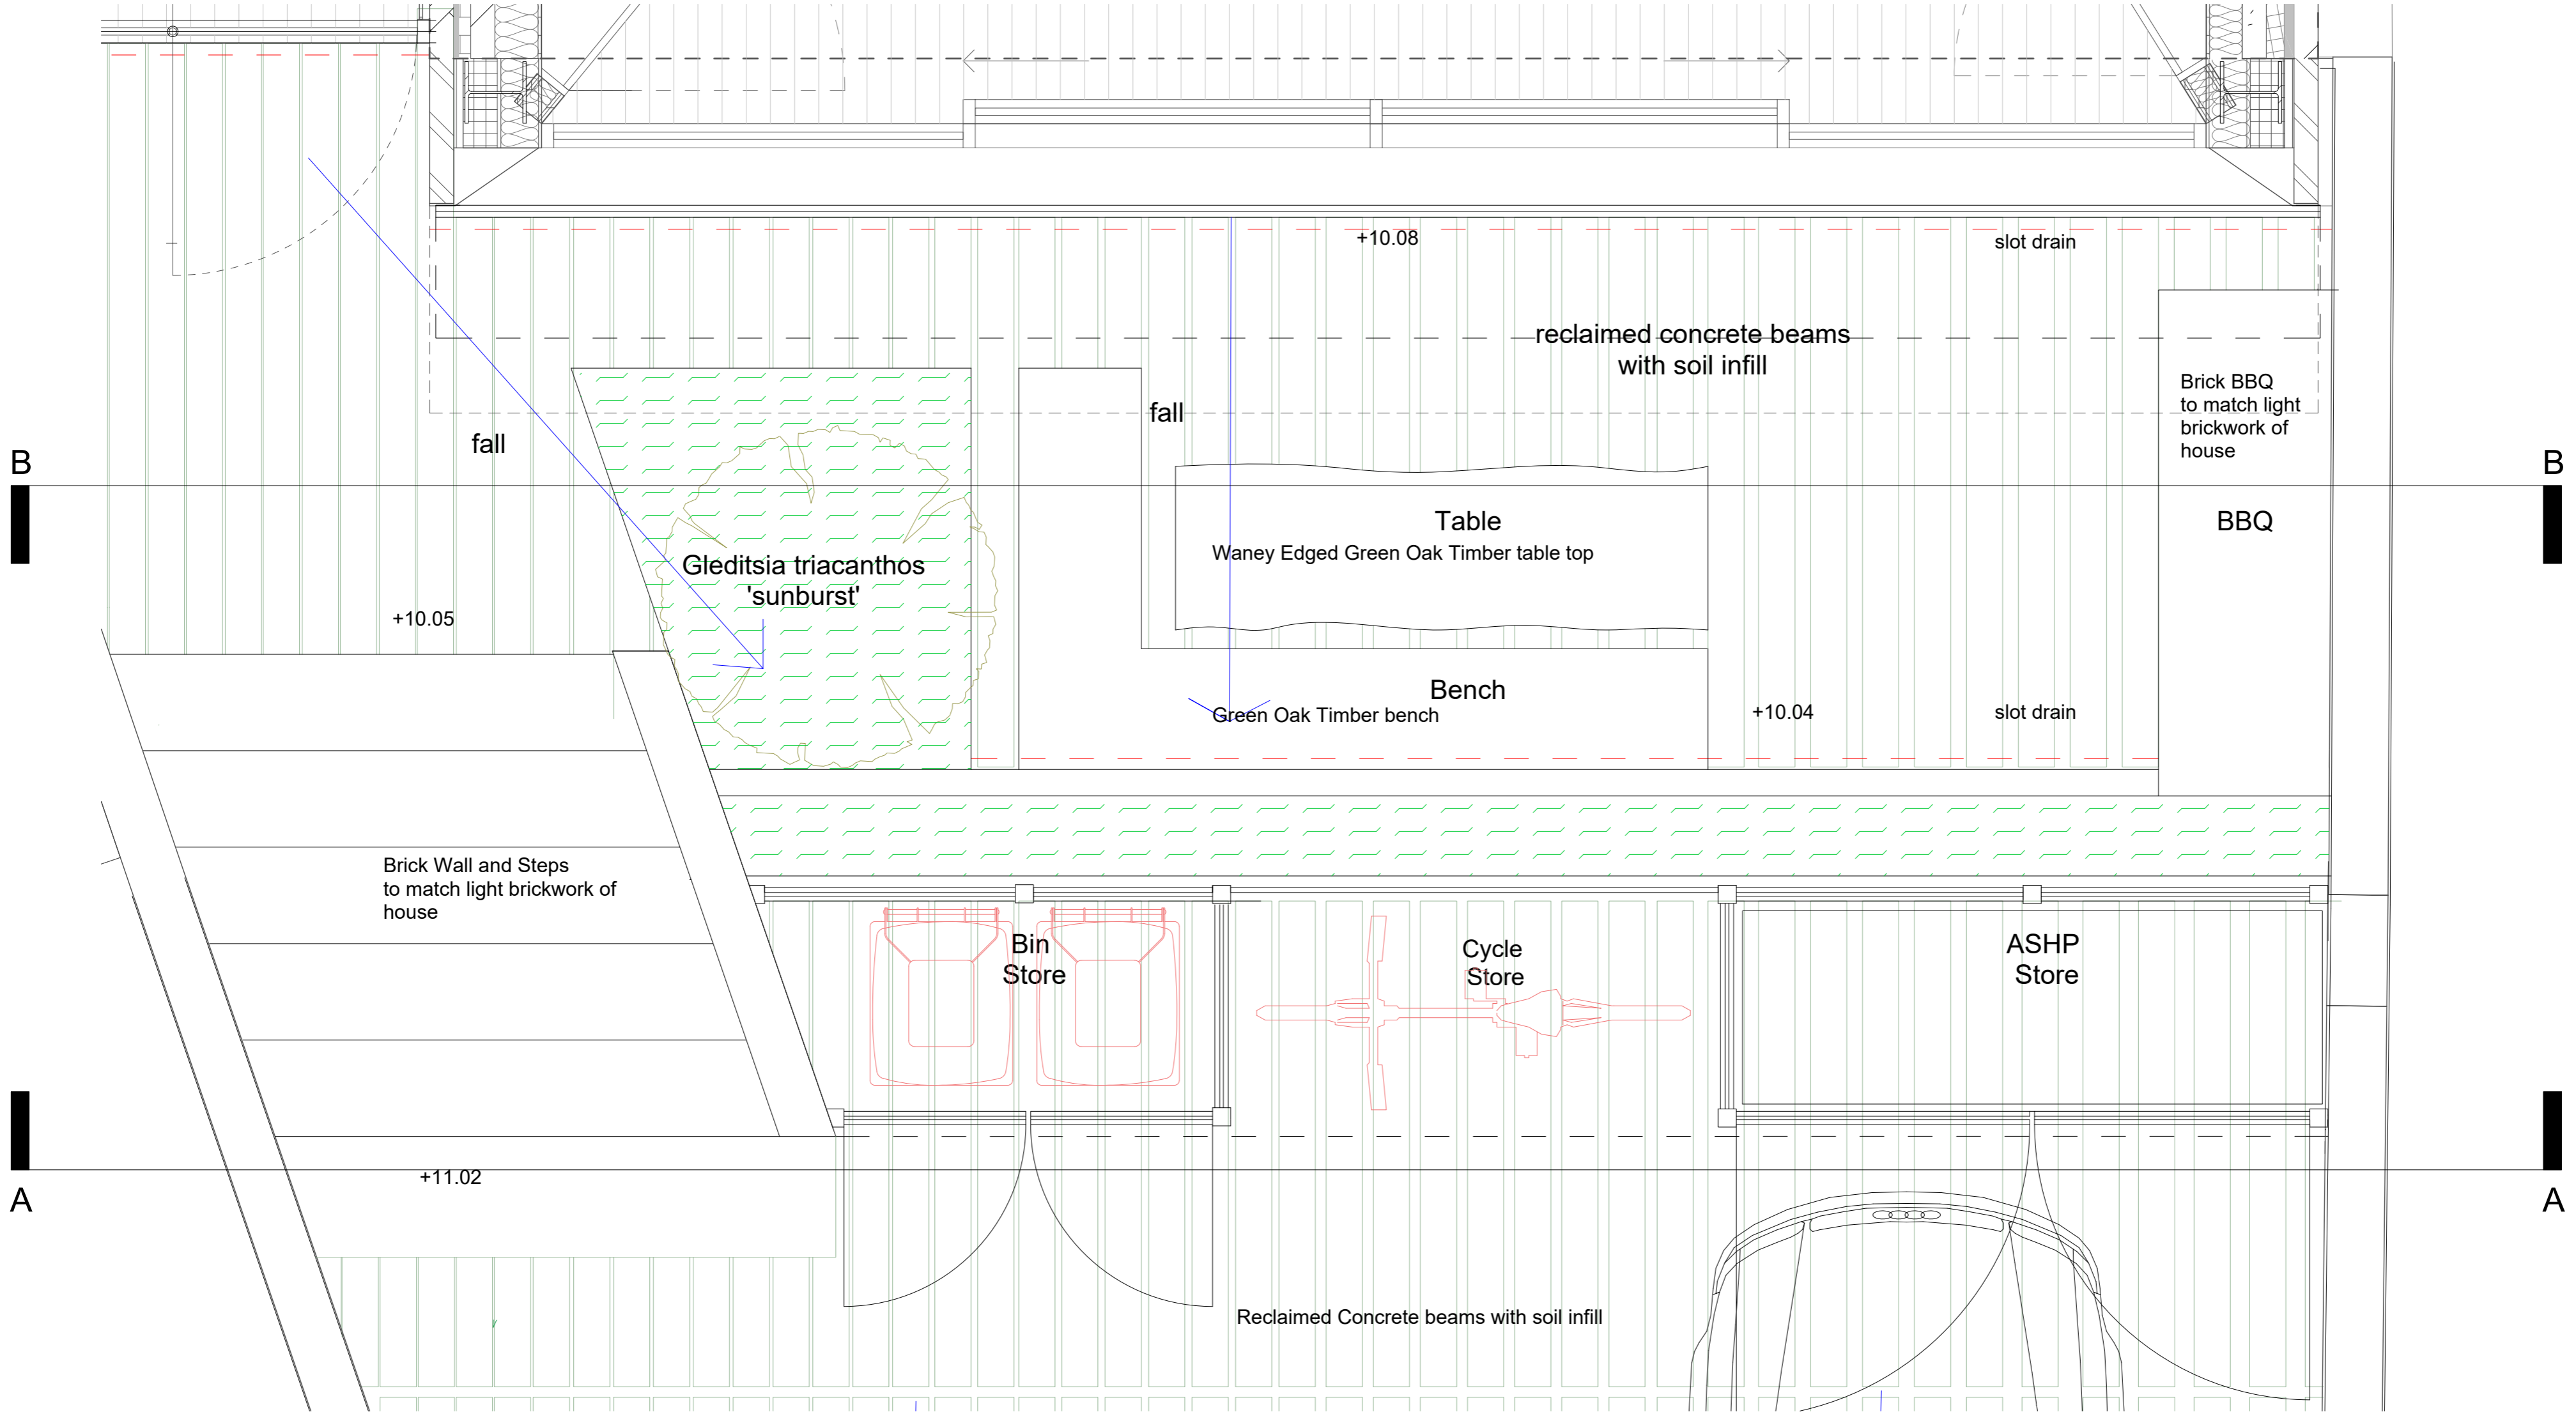 +10.08
slot drain
reclaimed concrete beams
with soil infill
Brick BBQ
to match light
brickwork of
house
fall
fall
B
B
Table
Waney Edged Green Oak Timber table top
BBQ
Gleditsia triacanthos
'sunburst'
+10.05
Bench
Green Oak Timber bench
+10.04
slot drain
Brick Wall and Steps
to match light brickwork of
house
Bin
Store
Cycle
Store
ASHP
Store
+11.02
A
A
Reclaimed Concrete beams with soil infill